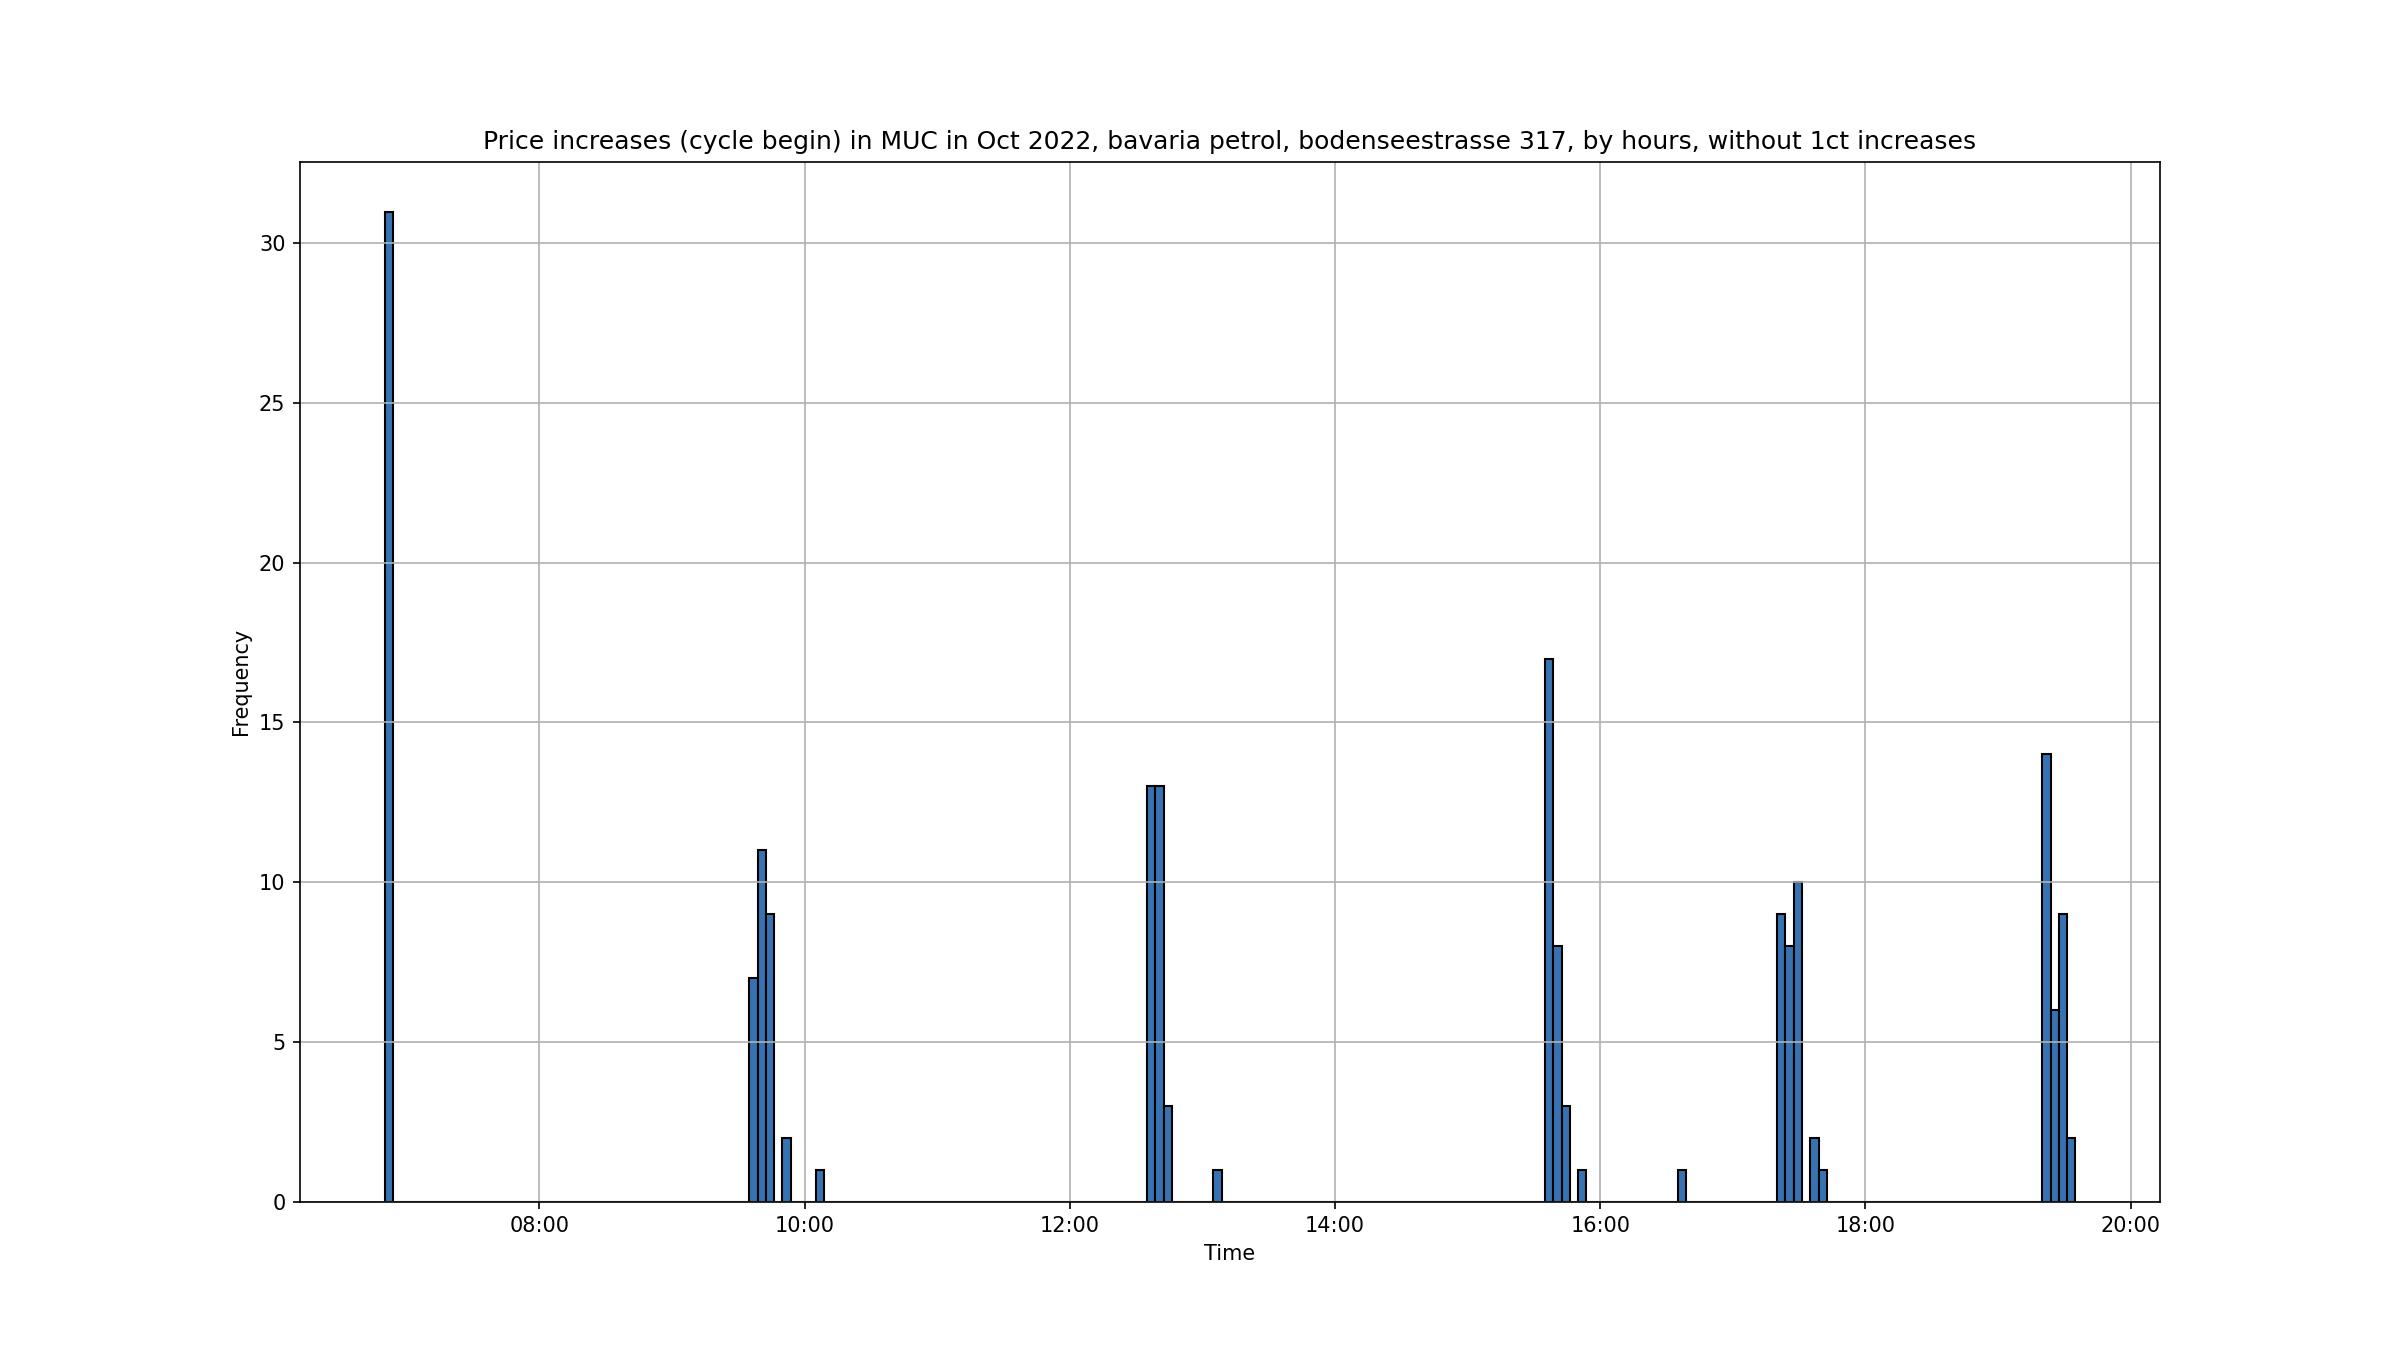 Price increases (cycle begin) in MUC in Oct 2022, bavaria petrol, bodenseestrasse 317, by hours, without 1ct increases
30
25
20
15
10
5
0
Frequency
08:00 10:00 12:00 14:00 16:00 18:00 20:00
Time